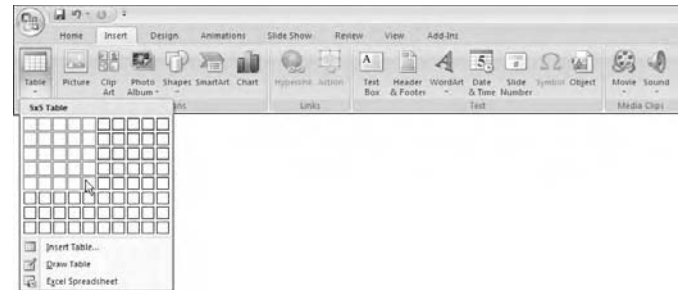 Home Insert Design Animations Slide Show Review View Add-Ins
Table Picture Clip Art Photo Album Shapes SmartArt Chart Hyperlink Action Text Box Header & Footer WordArt Date & Time Slide Number Symbol Object Movie Sound
Links Text Media Clips
5x5 Table
Insert Table...
Draw Table
Excel Spreadsheet